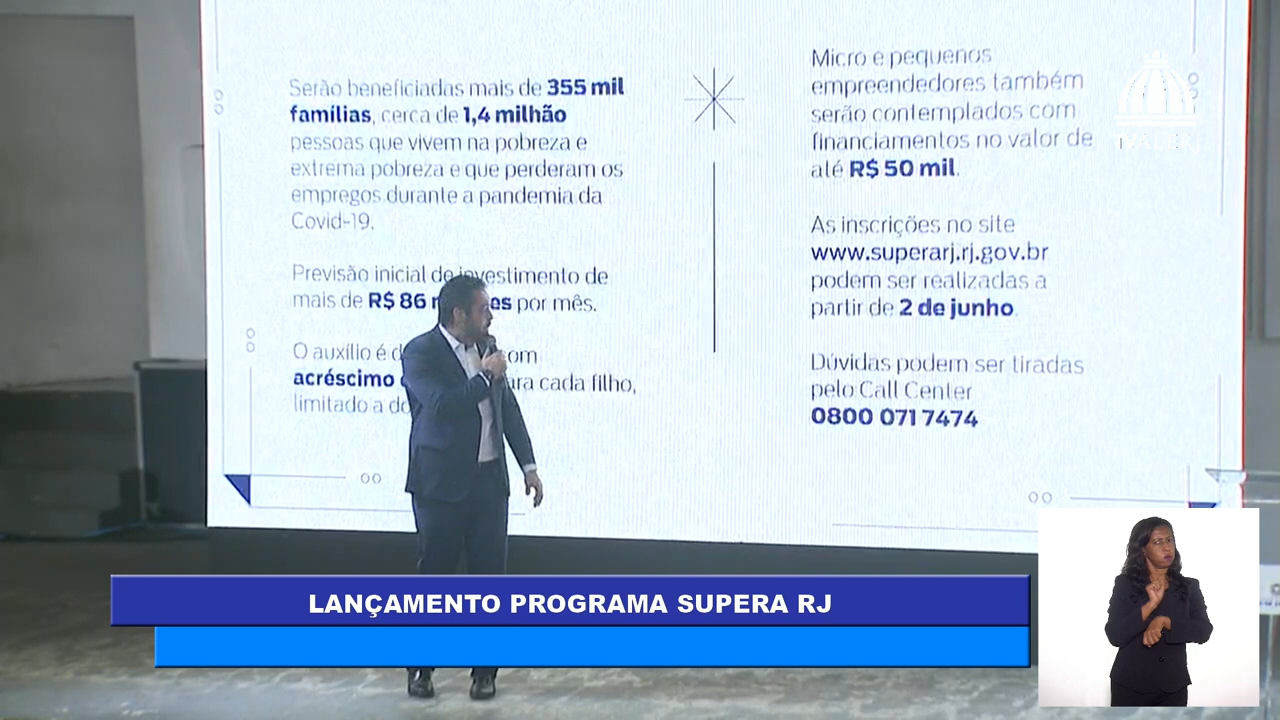 Serão beneficiadas mais de 355 mil
famílias, cerca de 1,4 milhão
pessoas que vivem na pobreza e
extrema pobreza e que perderam os
empregos durante a pandemia da
Covid-19.
Previsão inicial de investimento de
mais de R$ 86 por mês.
O auxílio é
acréscimo cada filho,
limitado a
Micro e pequenos
empreendedores também
serão contemplados com
financiamentos no valor de
até R$ 50 mil.
As inscrições no site
www.superarj.rj.gov.br
podem ser realizadas a
partir de 2 de junho.
Dúvidas podem ser tiradas
pelo Call Center
0800 071 7474
LANÇAMENTO PROGRAMA SUPERA RJ